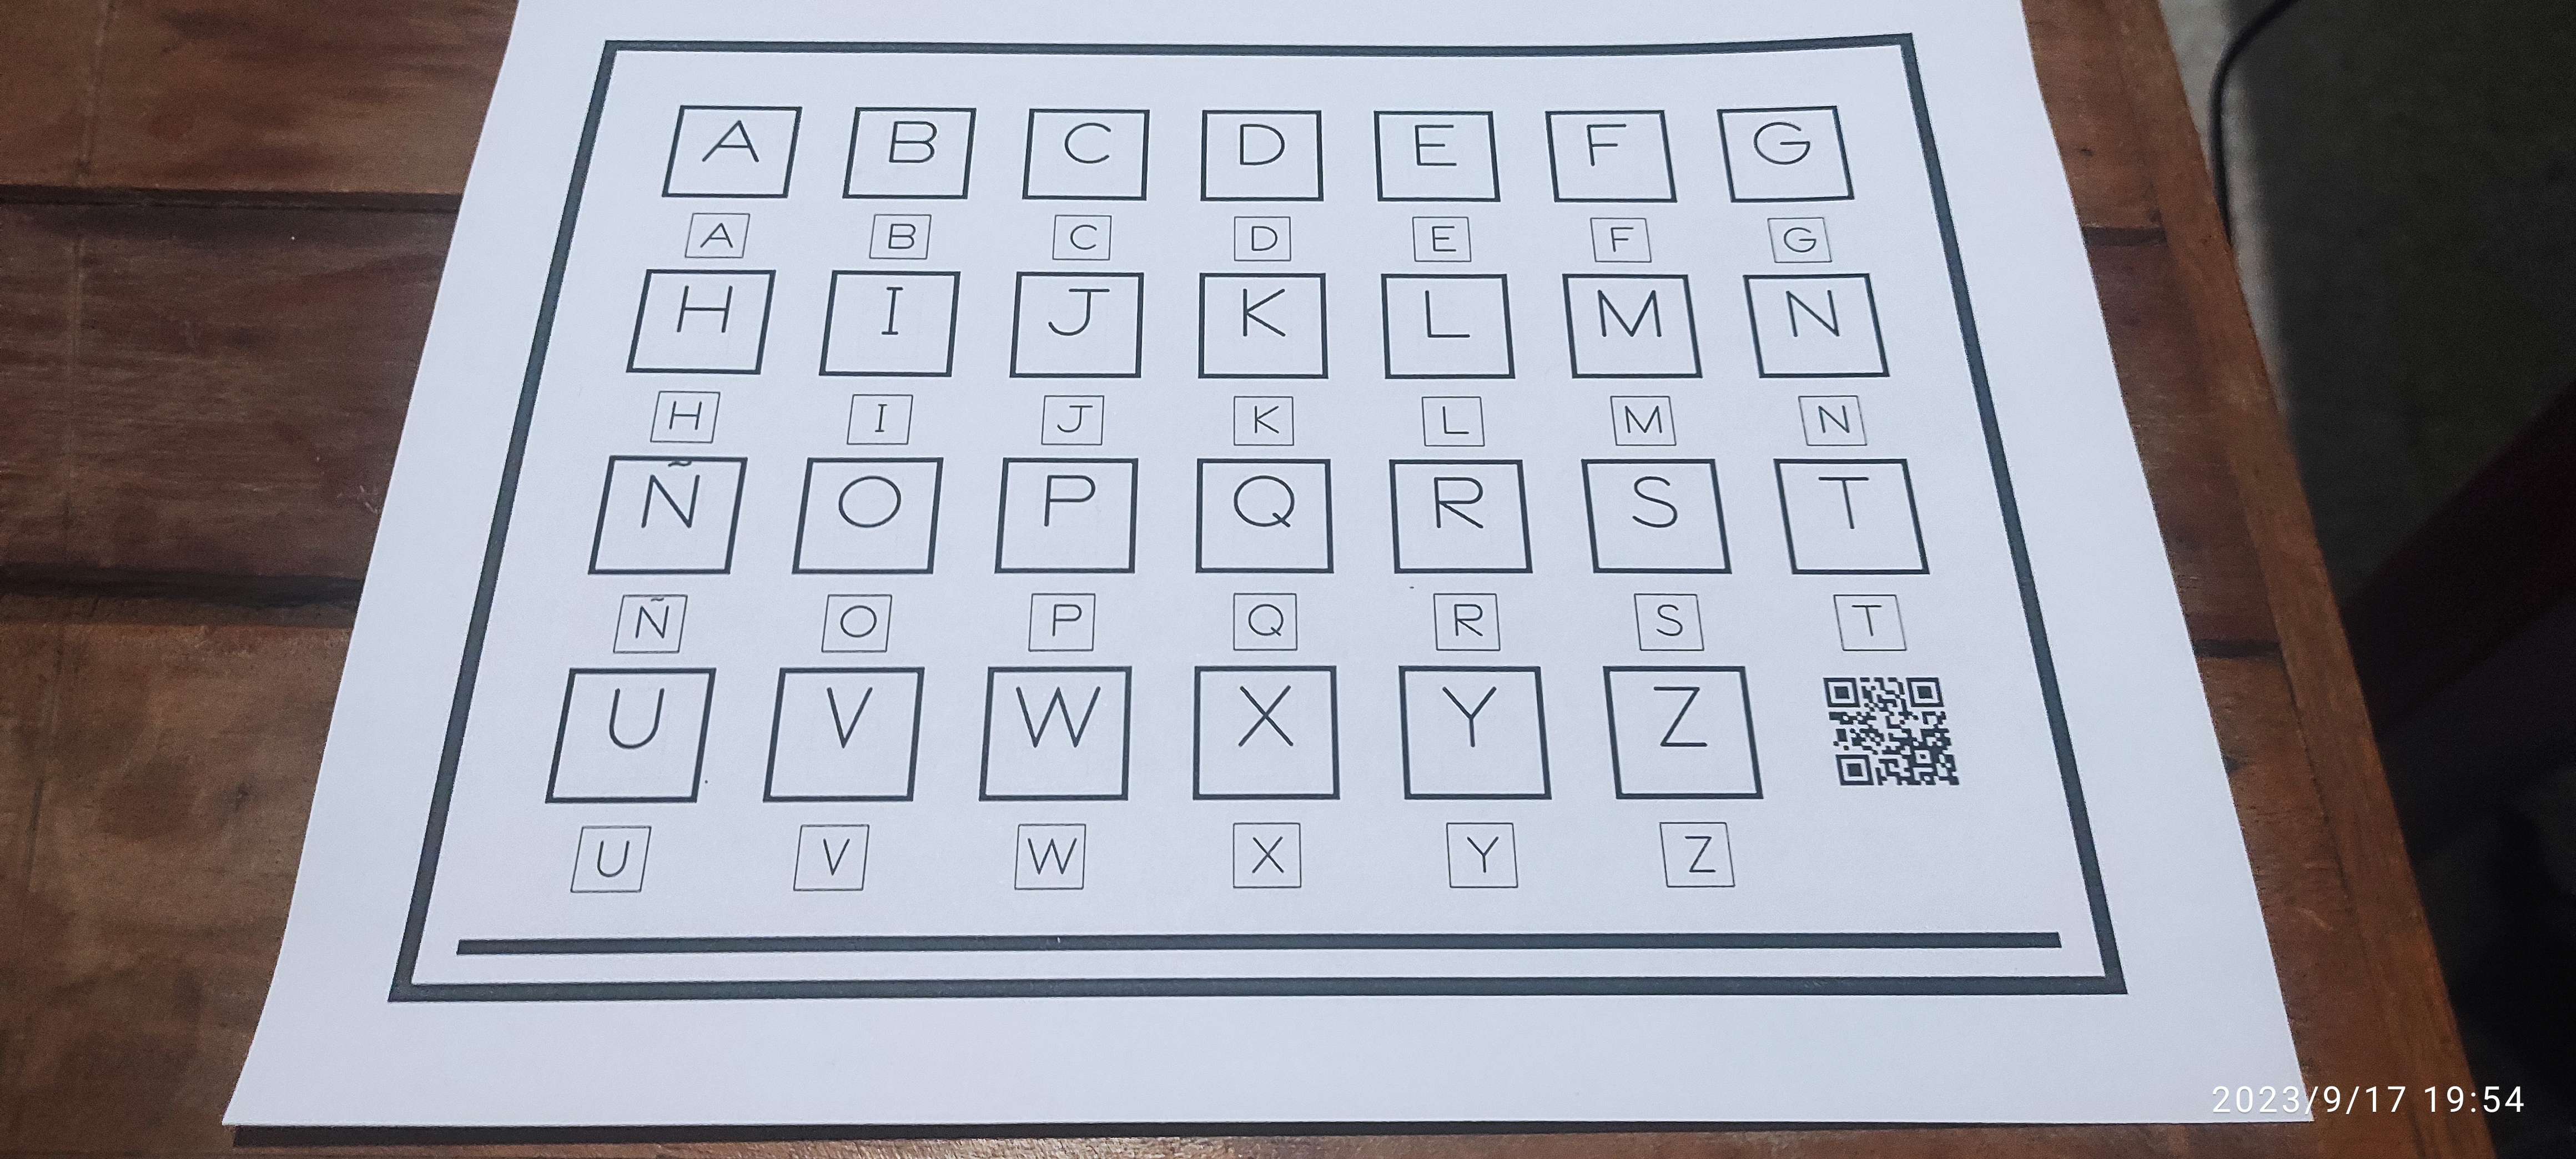 A B C D E F G
A B C D E F G
H I J K L M N
H I J K L M N
Ñ O P Q R S T
Ñ O P Q R S T
U V W X Y Z
U V W X Y Z
2023/9/17 19:54